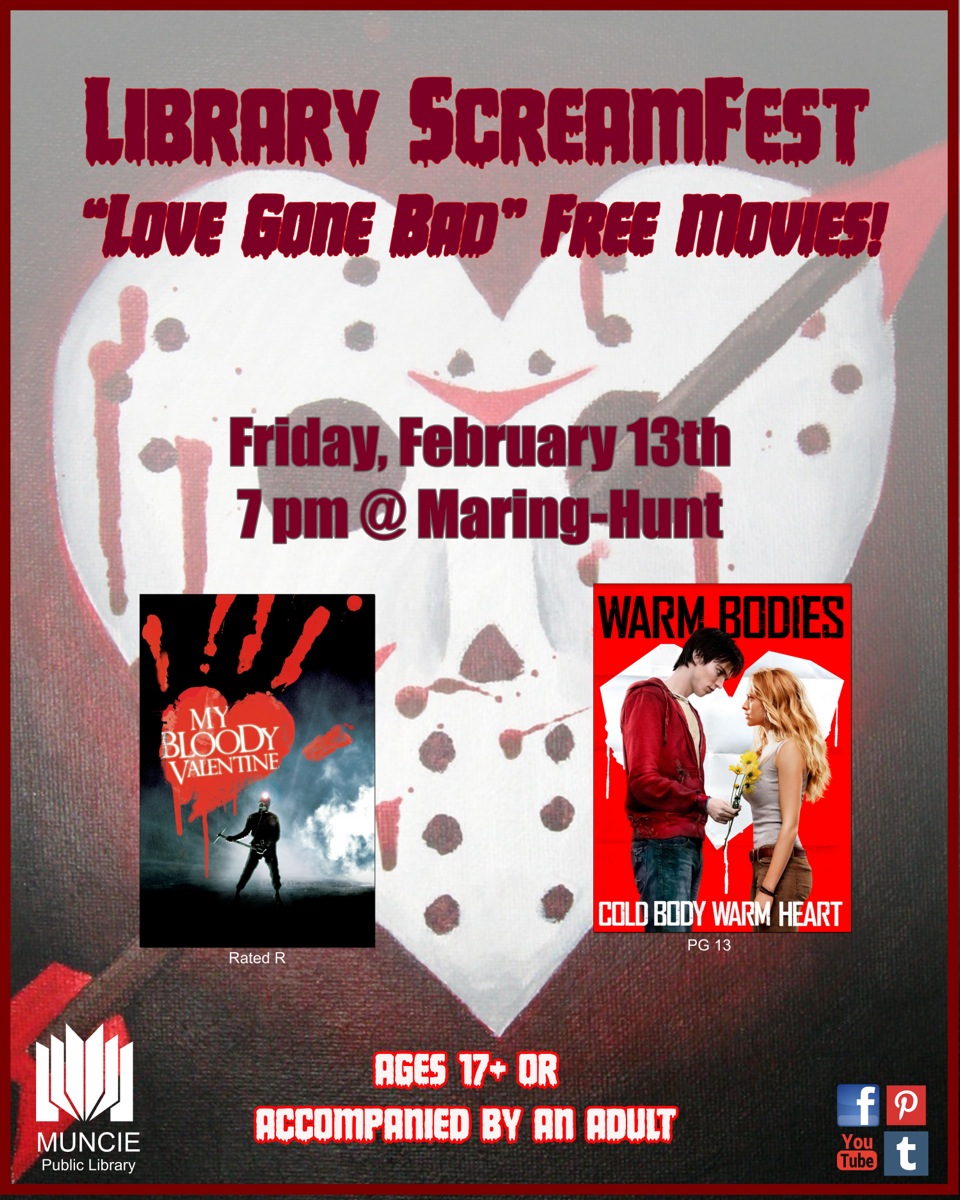 Library ScreamFest
"Love Gone Bad" Free Movies!
Friday, February 13th
7 pm @ Maring-Hunt
MY
BLOODY
VALENTINE
Rated R
WARM BODIES
COLD BODY WARM HEART
PG 13
AGES 17+ OR
ACCOMPANIED BY AN ADULT
MUNCIE
Public Library
f
P
You
Tube
t